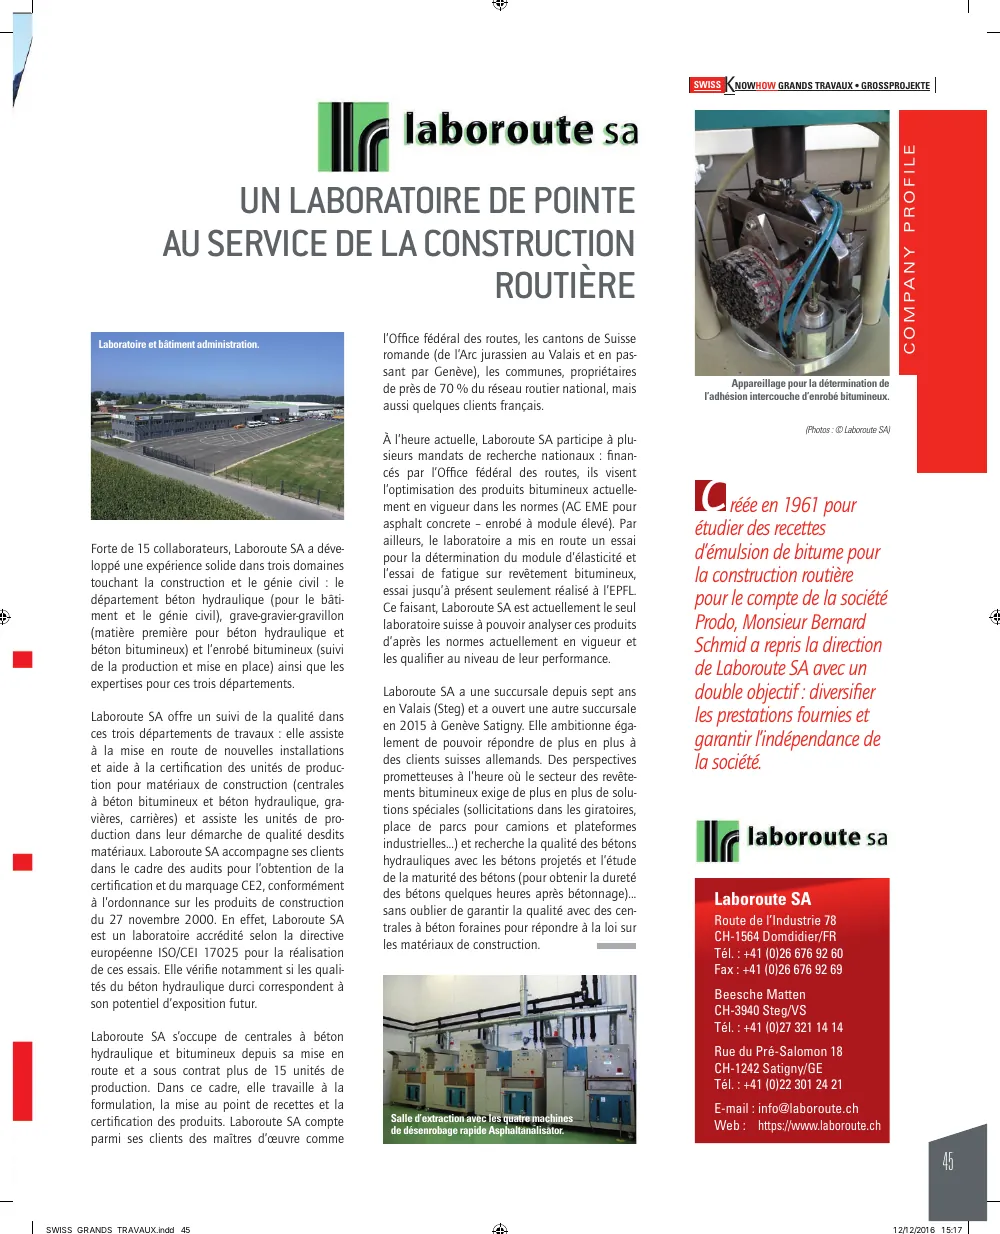 SWISS KNOWHOW GRANDS TRAVAUX • GROSSPROJEKTE
laboroute sa
UN LABORATOIRE DE POINTE
AU SERVICE DE LA CONSTRUCTION
ROUTIÈRE
Laboratoire et bâtiment administration.
Forte de 15 collaborateurs, Laboroute SA a déve-
loppé une expérience solide dans trois domaines
touchant la construction et le génie civil : le
département béton hydraulique (pour le bâti-
ment et le génie civil), grave-gravier-gravillon
(matière première pour béton hydraulique et
béton bitumineux) et l’enrobé bitumineux (suivi
de la production et mise en place) ainsi que les
expertises pour ces trois départements.
Laboroute SA offre un suivi de la qualité dans
ces trois départements de travaux : elle assiste
à la mise en route de nouvelles installations
et aide à la certification des unités de produc-
tion pour matériaux de construction (centrales
à béton bitumineux et béton hydraulique, gra-
vières, carrières) et assiste les unités de pro-
duction dans leur démarche de qualité desdits
matériaux. Laboroute SA accompagne ses clients
dans le cadre des audits pour l’obtention de la
certification et du marquage CE2, conformément
à l’ordonnance sur les produits de construction
du 27 novembre 2000. En effet, Laboroute SA
est un laboratoire accrédité selon la directive
européenne ISO/CEI 17025 pour la réalisation
de ces essais. Elle vérifie notamment si les quali-
tés du béton hydraulique durci correspondent à
son potentiel d’exposition futur.
Laboroute SA s’occupe de centrales à béton
hydraulique et bitumineux depuis sa mise en
route et a sous contrat plus de 15 unités de
production. Dans ce cadre, elle travaille à la
formulation, la mise au point de recettes et la
certification des produits. Laboroute SA compte
parmi ses clients des maîtres d’œuvre comme
l’Office fédéral des routes, les cantons de Suisse
romande (de l’Arc jurassien au Valais et en pas-
sant par Genève), les communes, propriétaires
de près de 70 % du réseau routier national, mais
aussi quelques clients français.
À l’heure actuelle, Laboroute SA participe à plu-
sieurs mandats de recherche nationaux : finan-
cés par l’Office fédéral des routes, ils visent
l’optimisation des produits bitumineux actuelle-
ment en vigueur dans les normes (AC EME pour
asphalt concrete – enrobé à module élevé). Par
ailleurs, le laboratoire a mis en route un essai
pour la détermination du module d’élasticité et
l’essai de fatigue sur revêtement bitumineux,
essai jusqu’à présent seulement réalisé à l’EPFL.
Ce faisant, Laboroute SA est actuellement le seul
laboratoire suisse à pouvoir analyser ces produits
d’après les normes actuellement en vigueur et
les qualifier au niveau de leur performance.
Laboroute SA a une succursale depuis sept ans
en Valais (Steg) et a ouvert une autre succursale
en 2015 à Genève Satigny. Elle ambitionne éga-
lement de pouvoir répondre de plus en plus à
des clients suisses allemands. Des perspectives
prometteuses à l’heure où le secteur des revête-
ments bitumineux exige de plus en plus de solu-
tions spéciales (sollicitations dans les giratoires,
place de parcs pour camions et plateformes
industrielles...) et recherche la qualité des bétons
hydrauliques avec les bétons projetés et l’étude
de la maturité des bétons (pour obtenir la dureté
des bétons quelques heures après bétonnage)...
sans oublier de garantir la qualité avec des cen-
trales à béton foraines pour répondre à la loi sur
les matériaux de construction.
Salle d’extraction avec les quatre machines
de désenrobage rapide Asphaltanalisator.
COMPANY PROFILE
Appareillage pour la détermination de
l’adhésion intercouche d’enrobé bitumineux.
(Photos : © Laboroute SA)
Créée en 1961 pour
étudier des recettes
d’émulsion de bitume pour
la construction routière
pour le compte de la société
Prodo, Monsieur Bernard
Schmid a repris la direction
de Laboroute SA avec un
double objectif : diversifier
les prestations fournies et
garantir l’indépendance de
la société.
laboroute sa
Laboroute SA
Route de l’Industrie 78
CH-1564 Domdidier/FR
Tél. : +41 (0)26 676 92 60
Fax : +41 (0)26 676 92 69
Beesche Matten
CH-3940 Steg/VS
Tél. : +41 (0)27 321 14 14
Rue du Pré-Salomon 18
CH-1242 Satigny/GE
Tél. : +41 (0)22 301 24 21
E-mail : info@laboroute.ch
Web : https://www.laboroute.ch
45
SWISS GRANDS TRAVAUX.indd 45
12/12/2016 15:17